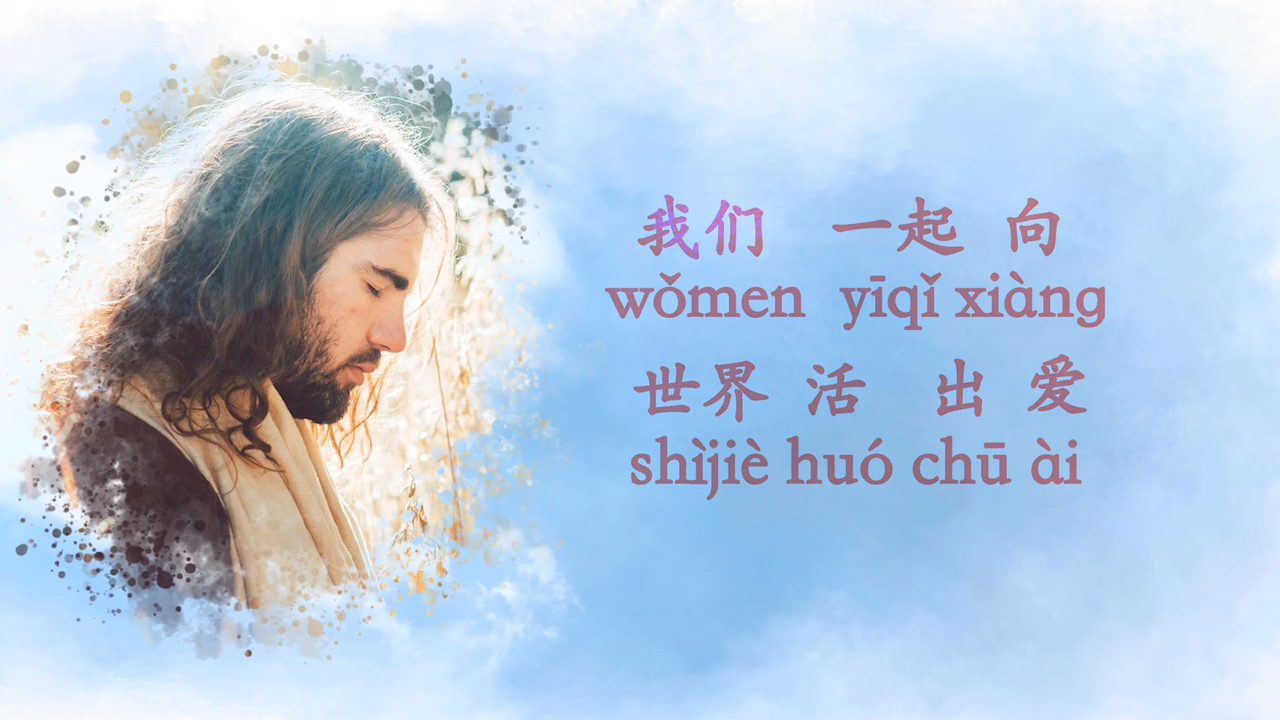 我们 一起 向
wǒmen yīqǐ xiàng
世界 活 出 爱
shìjiè huó chū ài